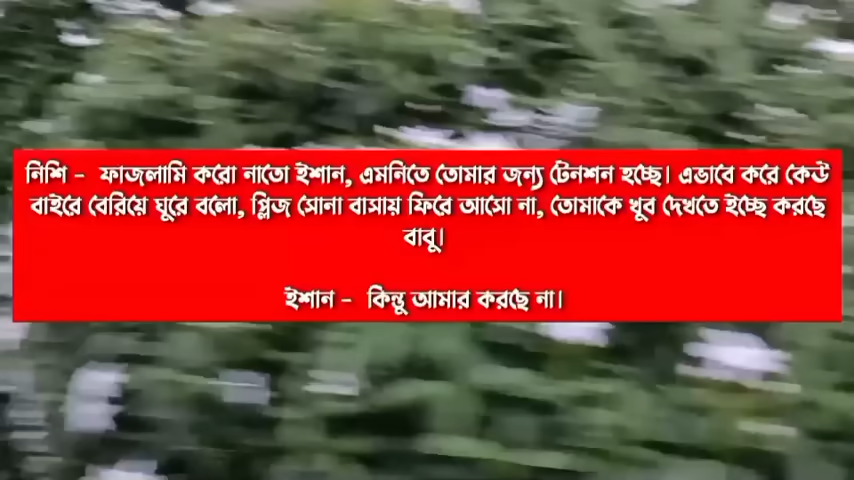 নিশি - ফাজলামি করো নাতো ইশান, এমনিতে তোমার জন্য টেনশন হচ্ছে। এভাবে করে কেউ
বাইরে বেরিয়ে ঘুরে বলো, প্লিজ সোনা বাসায় ফিরে আসো না, তোমাকে খুব দেখতে ইচ্ছে করছে
বাবু।
ইশান - কিন্তু আমার করছে না।